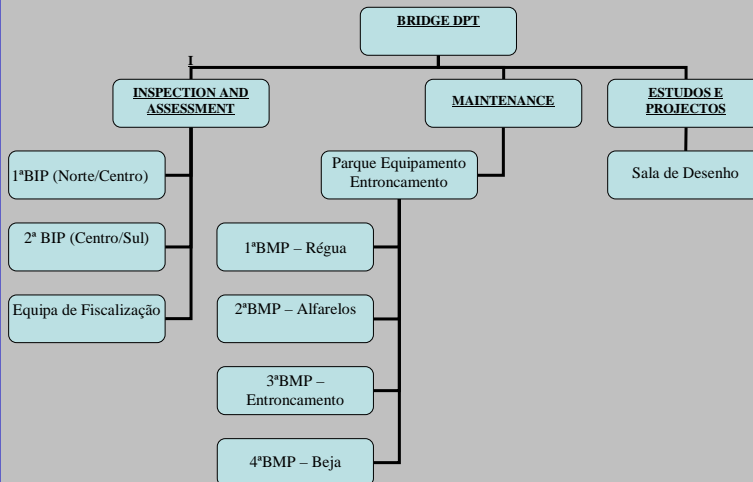 BRIDGE DPT
I
INSPECTION AND
ASSESSMENT
MAINTENANCE
ESTUDOS E
PROJECTOS
1ªBIP (Norte/Centro)
Parque Equipamento
Entroncamento
Sala de Desenho
2ª BIP (Centro/Sul)
1ªBMP – Régua
Equipa de Fiscalização
2ªBMP – Alfarelos
3ªBMP –
Entroncamento
4ªBMP – Beja